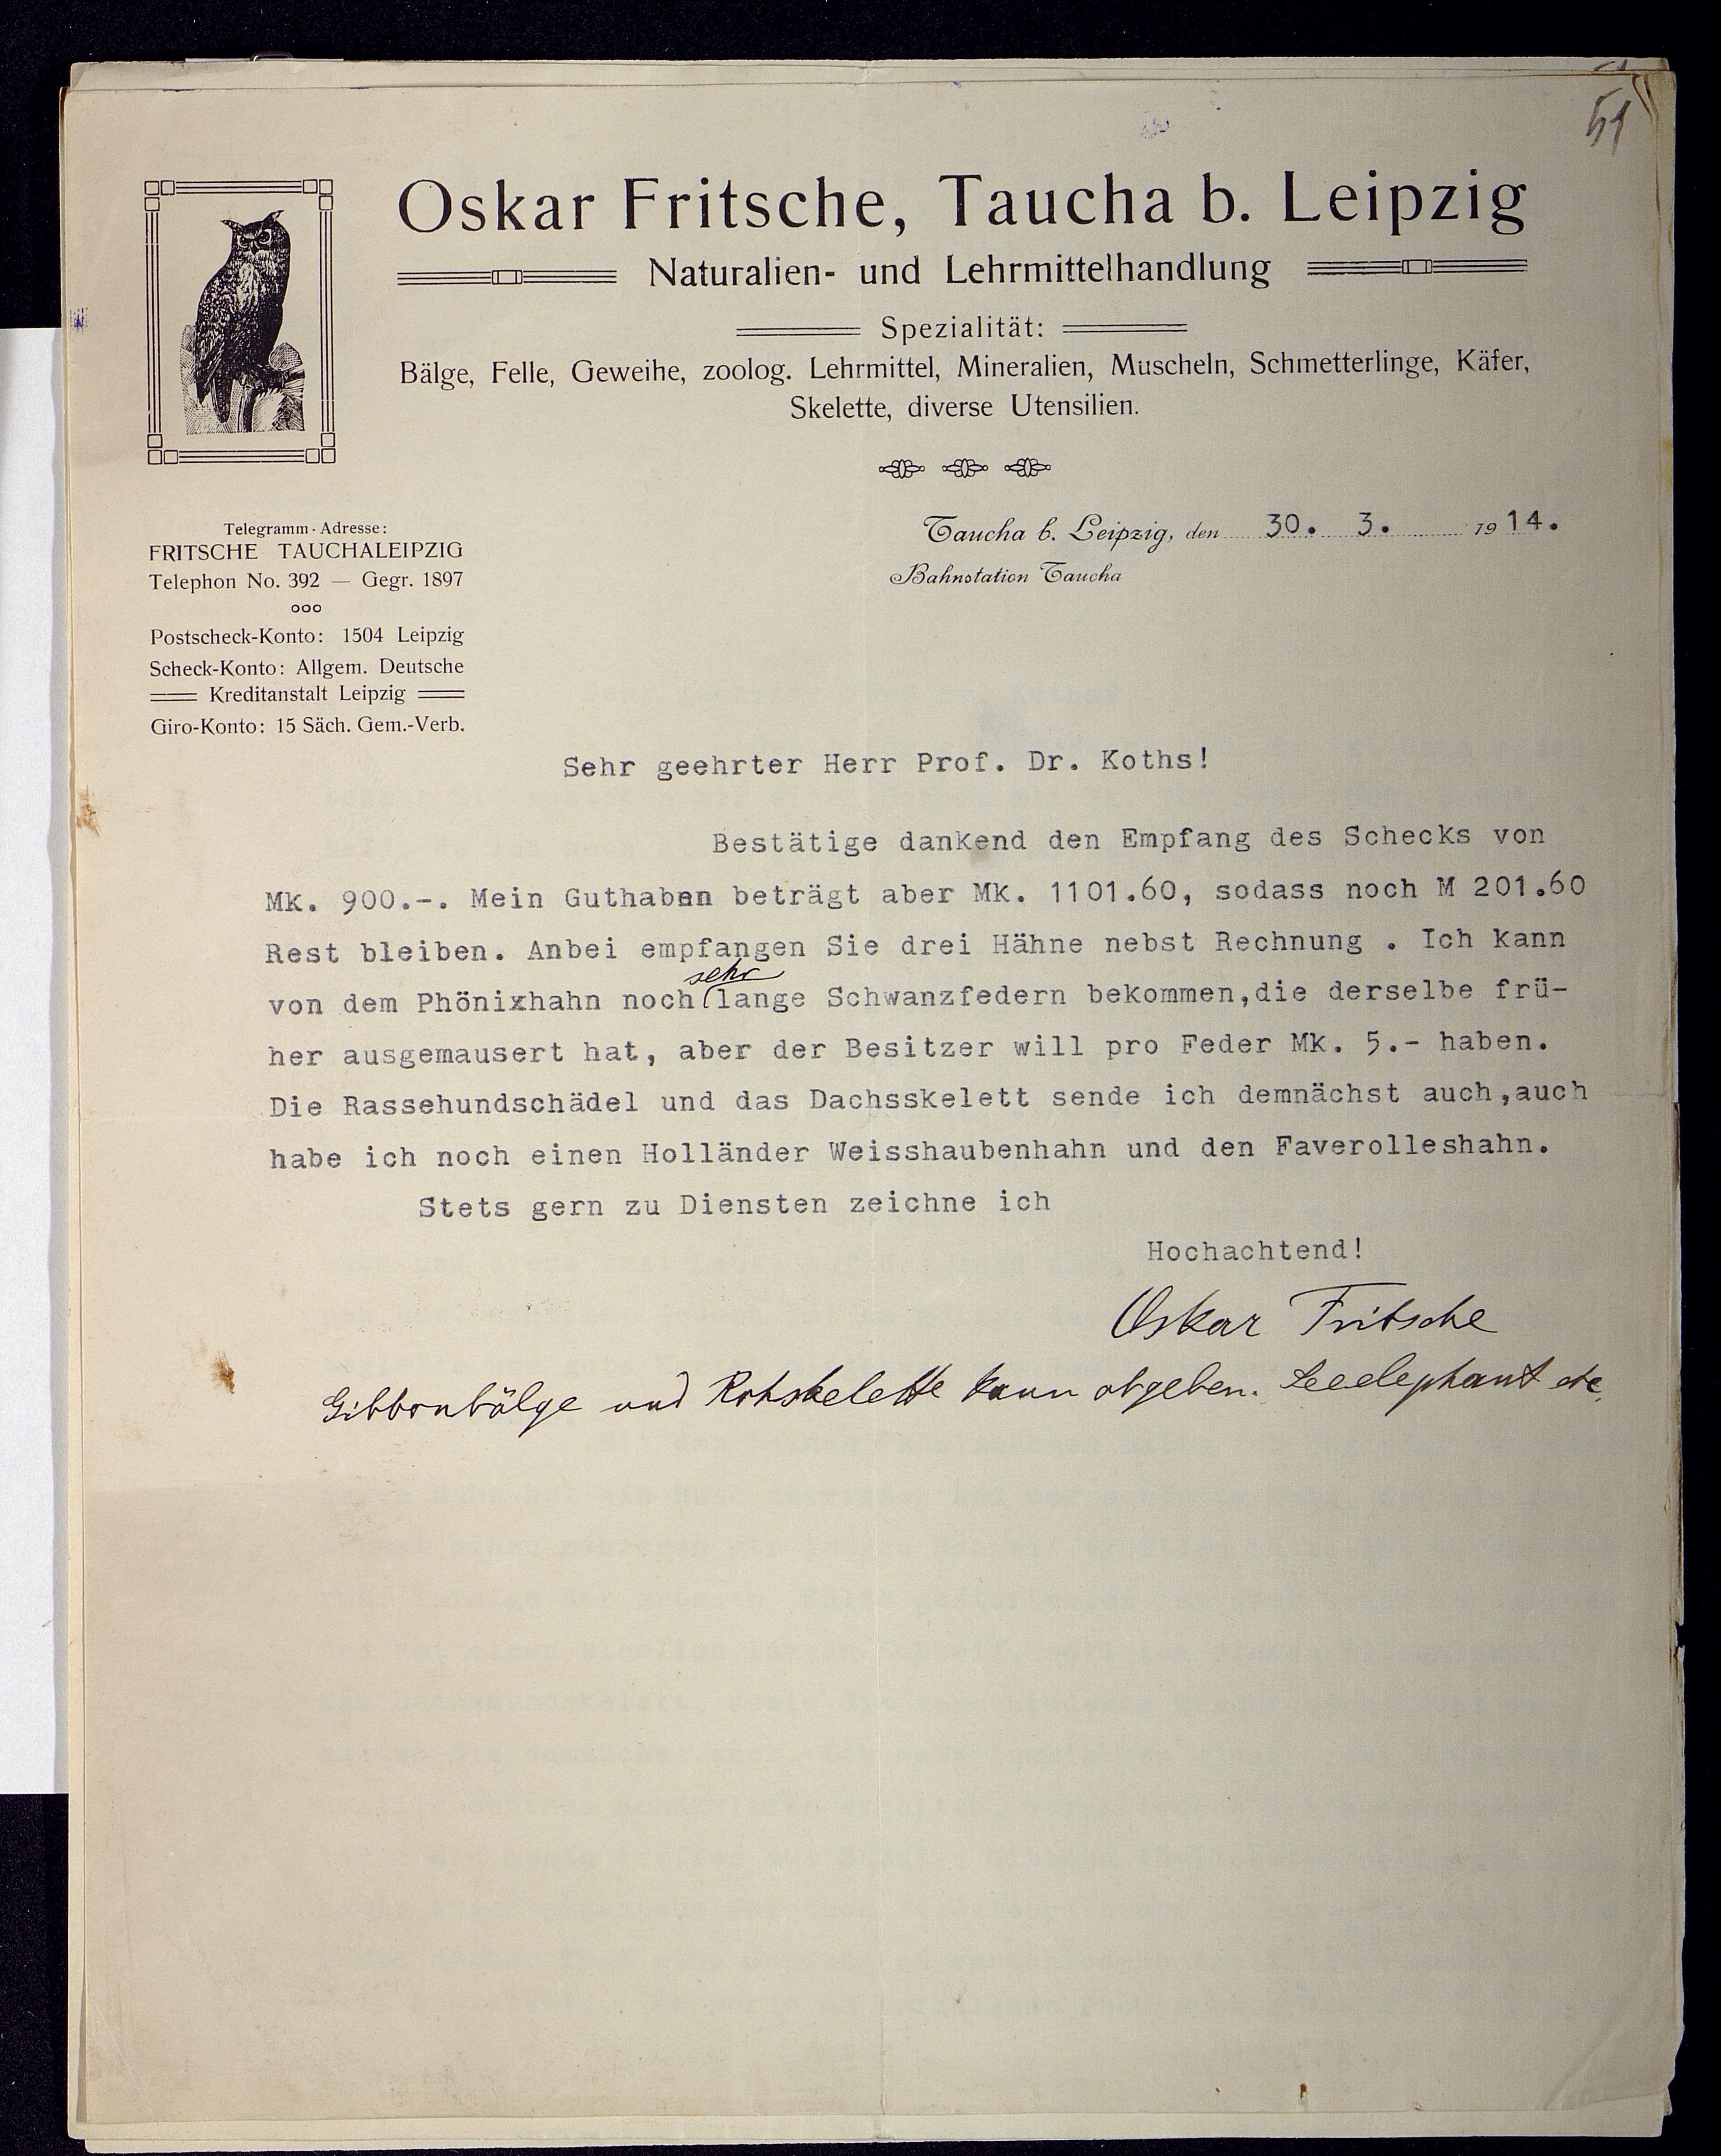 51
Oskar Fritsche, Taucha b. Leipzig
Naturalien- und Lehrmittelhandlung
Spezialität:
Bälge, Felle, Geweihe, zoolog. Lehrmittel, Mineralien, Muscheln, Schmetterlinge, Käfer,
Skelette, diverse Utensilien.
Telegramm-Adresse:
FRITSCHE TAUCHALEIPZIG
Telephon No. 392 — Gegr. 1897
ooo
Postscheck-Konto: 1504 Leipzig
Scheck-Konto: Allgem. Deutsche
Kreditanstalt Leipzig
Giro-Konto: 15 Säch. Gem.-Verb.
Taucha b. Leipzig, den 30. 3. 1914.
Bahnstation Taucha
Sehr geehrter Herr Prof. Dr. Koths!
Bestätige dankend den Empfang des Schecks von
Mk. 900.-. Mein Guthaben beträgt aber Mk. 1101.60, sodass noch M 201.60
Rest bleiben. Anbei empfangen Sie drei Hähne nebst Rechnung . Ich kann
von dem Phönixhahn noch sehr lange Schwanzfedern bekommen,die derselbe frü-
her ausgemausert hat, aber der Besitzer will pro Feder Mk. 5.- haben.
Die Rassehundschädel und das Dachsskelett sende ich demnächst auch,auch
habe ich noch einen Holländer Weisshaubenhahn und den Faverolleshahn.
Stets gern zu Diensten zeichne ich
Hochachtend!
Oskar Fritsche
Gibbonbälge und Rohskelette kann abgeben. Seeelephant etc.